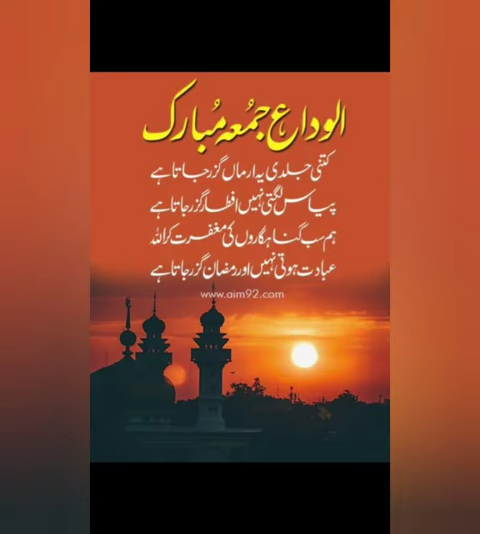 الوداع جمعہ مُبارک
کتنی جلدی یہ ارماں گزر جاتا ہے
پیاس لگتی نہیں افطار گزر جاتا ہے
ہم سب گناہگاروں کی مغفرت کر اللہ
عبادت ہوتی نہیں اور رمضان گزر جاتا ہے
www.aim92.com